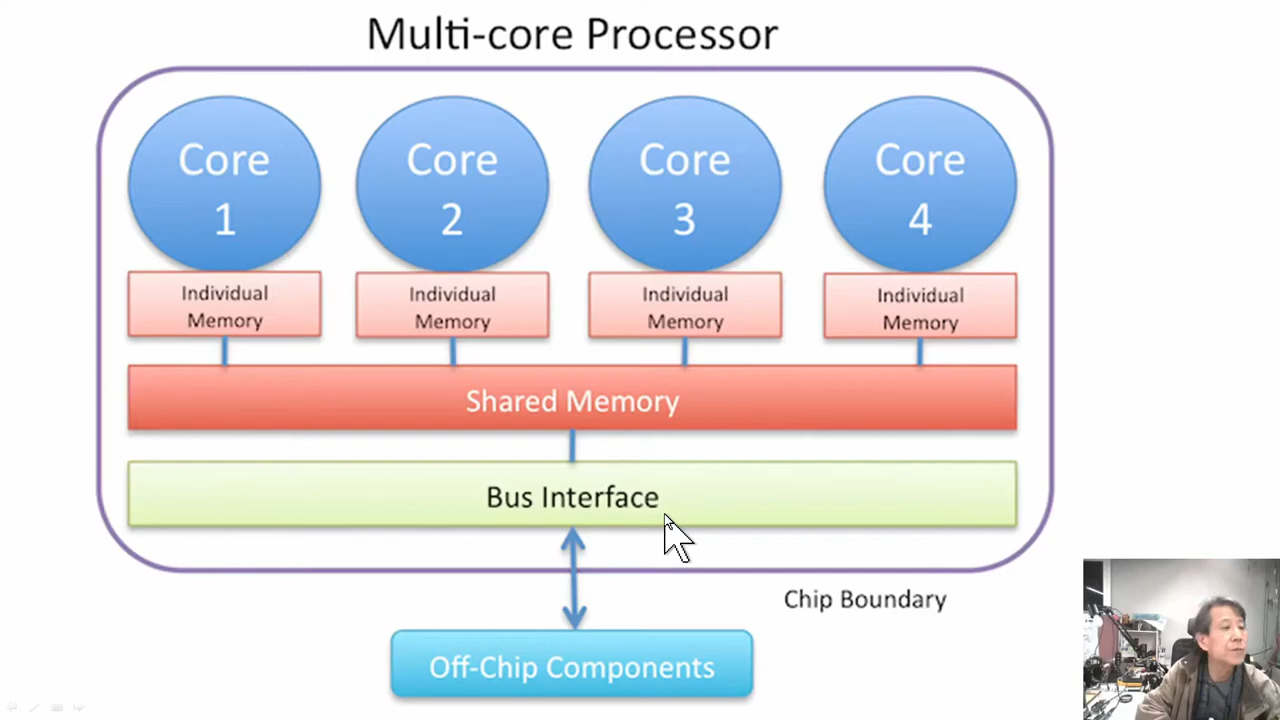 Multi-core Processor
Core
1
Core
2
Core
3
Core
4
Individual
Memory
Individual
Memory
Individual
Memory
Individual
Memory
Shared Memory
Bus Interface
Chip Boundary
Off-Chip Components